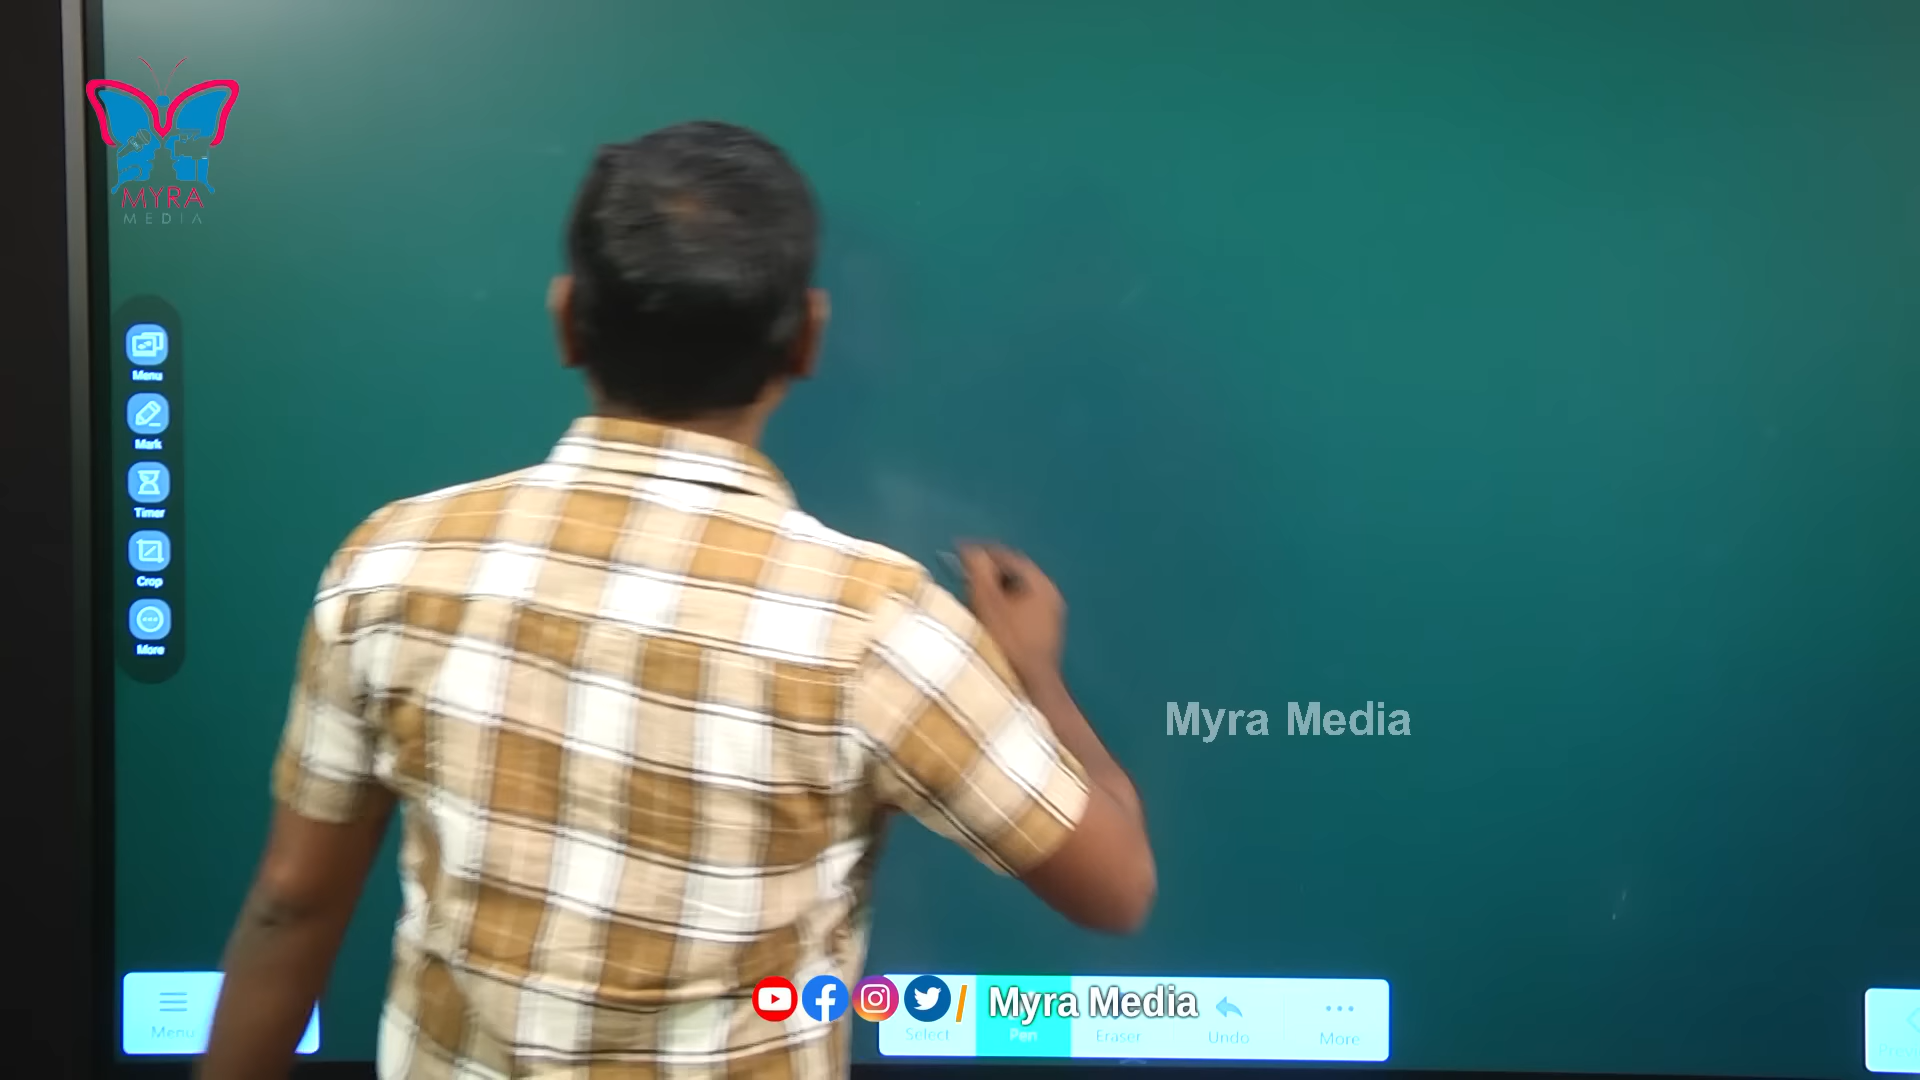 MYRA
MEDIA
Menu
Mark
Timer
Crop
More
Myra Media
Menu
Select
Pen
Eraser
Undo
More
/ Myra Media